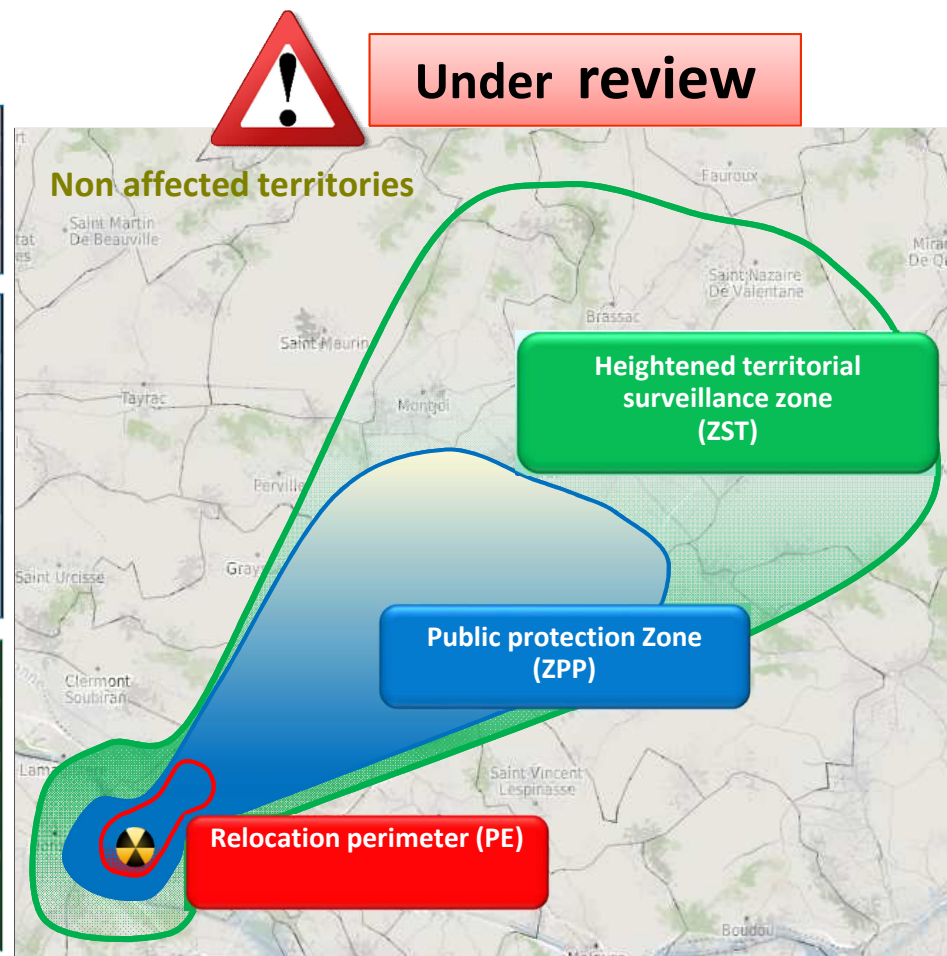 Under review
Non affected territories
Fauroux
Saint Martin
De Beauville
Saint Nazaire
De Valentane
Brassac
Saint Maurin
Heightened territorial
surveillance zone
(ZST)
Tayrac
Montjoi
Perville
Saint Urcisse
Public protection Zone
(ZPP)
Clermont
Soubiran
Saint Vincent
Lespinasse
Relocation perimeter (PE)
Boudou